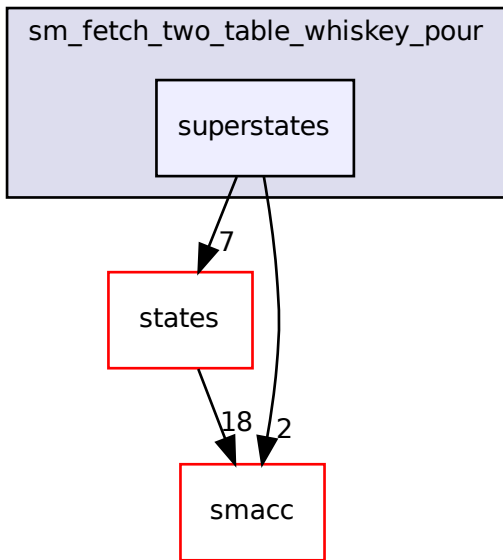 sm_fetch_two_table_whiskey_pour
superstates
7
states
18
2
smacc